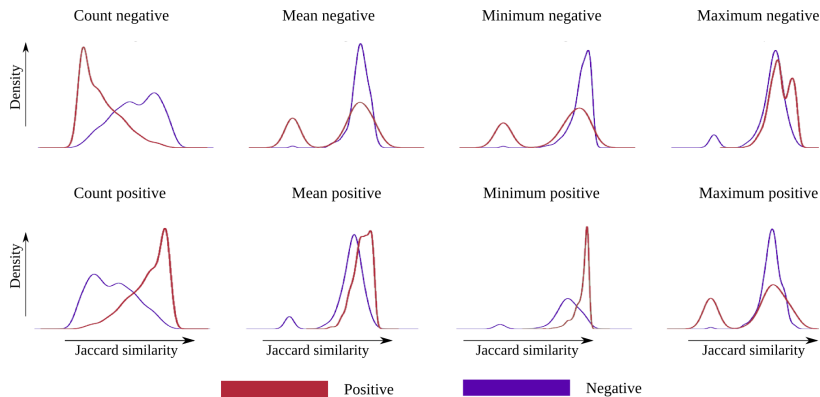 Count negative
Mean negative
Minimum negative
Maximum negative
Density
Count positive
Mean positive
Minimum positive
Maximum positive
Density
Jaccard similarity
Jaccard similarity
Jaccard similarity
Jaccard similarity
Positive
Negative